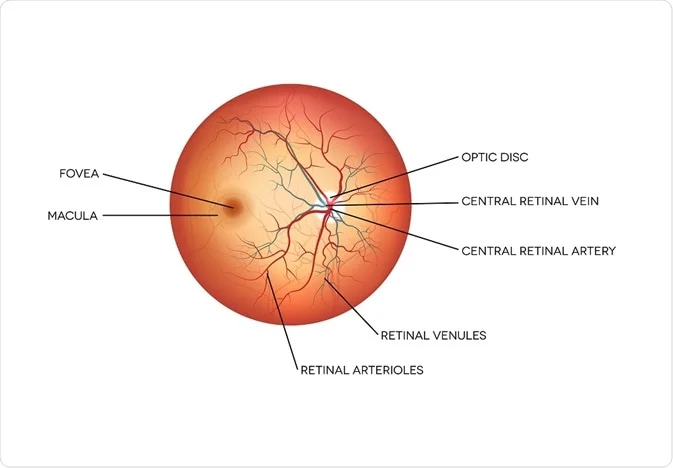 OPTIC DISC
FOVEA
CENTRAL RETINAL VEIN
MACULA
CENTRAL RETINAL ARTERY
RETINAL VENULES
RETINAL ARTERIOLES